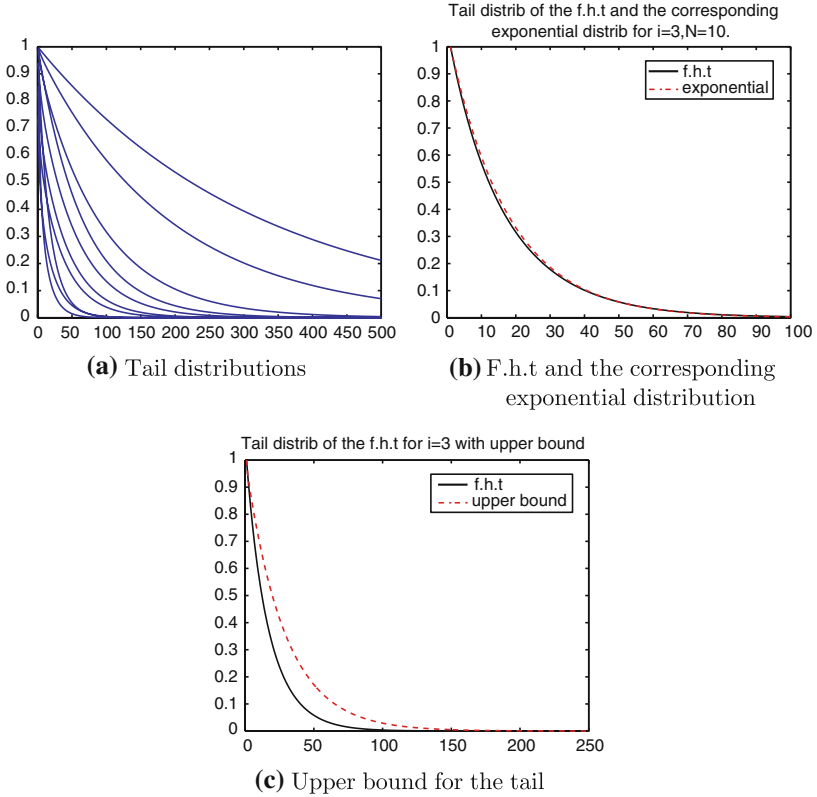 Tail distrib of the f.h.t and the corresponding
exponential distrib for i=3,N=10.
1
0.9
0.8
0.7
0.6
0.5
0.4
0.3
0.2
0.1
0
0 50 100 150 200 250 300 350 400 450 500
(a) Tail distributions
1
0.9
0.8
0.7
0.6
0.5
0.4
0.3
0.2
0.1
0
f.h.t
exponential
0 10 20 30 40 50 60 70 80 90 100
(b) F.h.t and the corresponding
exponential distribution
Tail distrib of the f.h.t for i=3 with upper bound
1
0.9
0.8
0.7
0.6
0.5
0.4
0.3
0.2
0.1
0
f.h.t
upper bound
0 50 100 150 200 250
(c) Upper bound for the tail